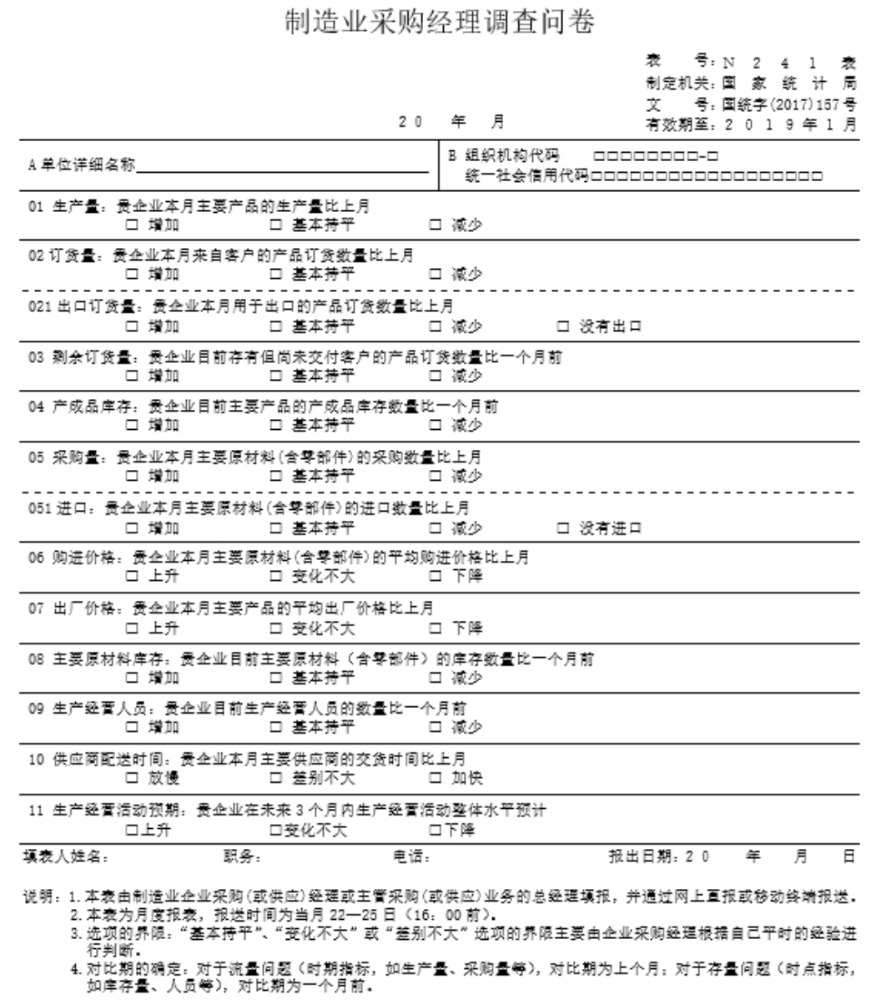 制造业采购经理调查问卷
表 号：N 2 4 1 表
制定机关：国 家 统 计 局
文 号：国统字(2017)157号
20 年 月
有效期至：2 0 1 9 年 1 月
A 单位详细名称
B 组织机构代码 □□□□□□□□-□
统一社会信用代码□□□□□□□□□□□□□□□□□□
01 生产量：贵企业本月主要产品的生产量比上月
□ 增加 □ 基本持平 □ 减少
02 订货量：贵企业本月来自客户的产品订货数量比上月
□ 增加 □ 基本持平 □ 减少
021 出口订货量：贵企业本月用于出口的产品订货数量比上月
□ 增加 □ 基本持平 □ 减少 □ 没有出口
03 剩余订货量：贵企业目前存有但尚未交付客户的产品订货数量比一个月前
□ 增加 □ 基本持平 □ 减少
04 产成品库存：贵企业目前主要产品的产成品库存数量比一个月前
□ 增加 □ 基本持平 □ 减少
05 采购量：贵企业本月主要原材料(含零部件)的采购数量比上月
□ 增加 □ 基本持平 □ 减少
051 进口：贵企业本月主要原材料(含零部件)的进口数量比上月
□ 增加 □ 基本持平 □ 减少 □ 没有进口
06 购进价格：贵企业本月主要原材料(含零部件)的平均购进价格比上月
□ 上升 □ 变化不大 □ 下降
07 出厂价格：贵企业本月主要产品的平均出厂价格比上月
□ 上升 □ 变化不大 □ 下降
08 主要原材料库存：贵企业目前主要原材料（含零部件）的库存数量比一个月前
□ 增加 □ 基本持平 □ 减少
09 生产经营人员：贵企业目前生产经营人员的数量比一个月前
□ 增加 □ 基本持平 □ 减少
10 供应商配送时间：贵企业本月主要供应商的交货时间比上月
□ 放慢 □ 差别不大 □ 加快
11 生产经营活动预期：贵企业在未来 3 个月内生产经营活动整体水平预计
□上升 □变化不大 □下降
填表人姓名： 职务： 电话： 报出日期：20 年 月 日
说明：1.本表由制造业企业采购(或供应)经理或主管采购(或供应)业务的总经理填报，并通过网上直报或移动终端报送。
2.本表为月度报表，报送时间为当月 22—25 日（16：00 前）。
3.选项的界限：“基本持平”、“变化不大”或“差别不大”选项的界限主要由企业采购经理根据自己平时的经验进
行判断。
4.对比期的确定：对于流量问题（时期指标，如生产量、采购量等），对比期为上个月；对于存量问题（时点指标，
如库存量、人员等），对比期为一个月前。